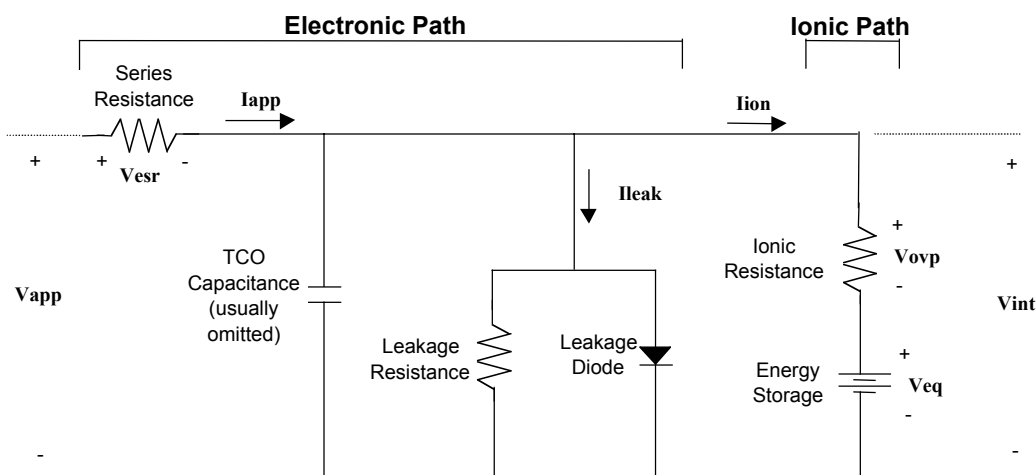 Electronic Path
Ionic Path
Series
Resistance
Iapp
Iion
+
+
-
+
Vesr
Ileak
+
TCO
Capacitance
(usually
omitted)
Ionic
Resistance
Vovp
-
Vapp
Vint
Leakage
Resistance
Leakage
Diode
+
Energy
Storage
Veq
-
-
-